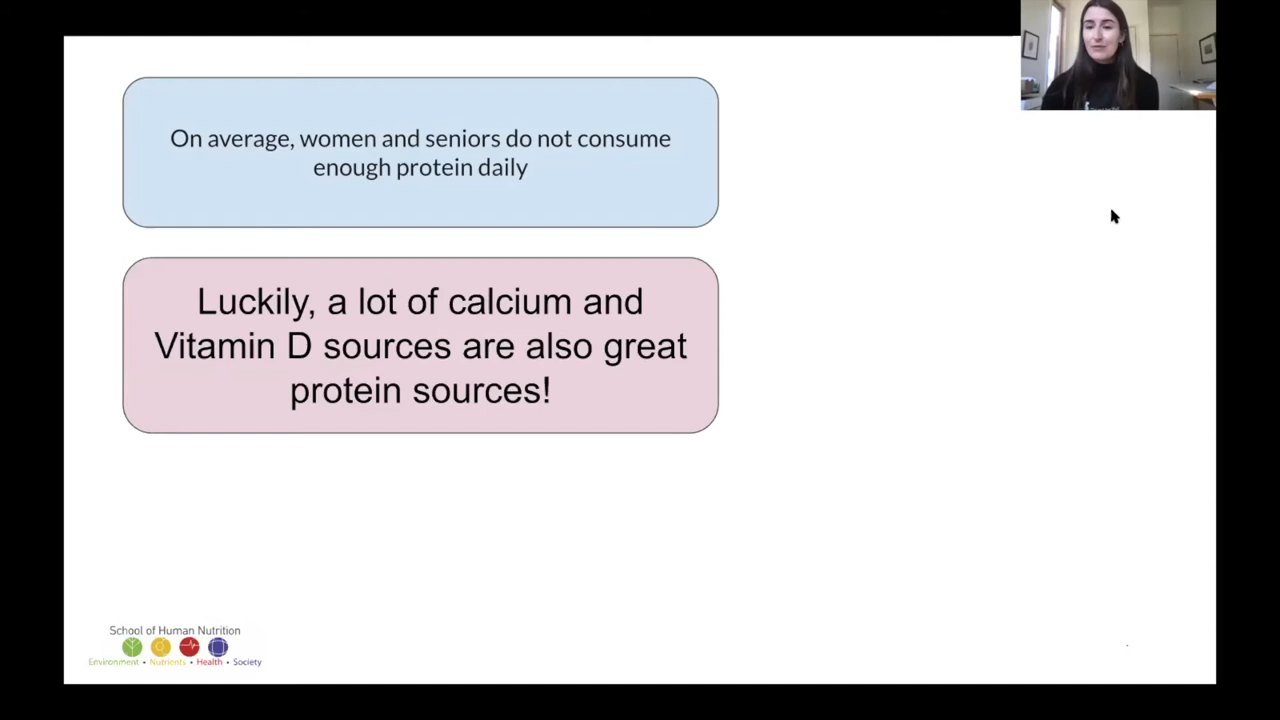 On average, women and seniors do not consume
enough protein daily
Luckily, a lot of calcium and
Vitamin D sources are also great
protein sources!
School of Human Nutrition
Environment • Nutrients • Health • Society